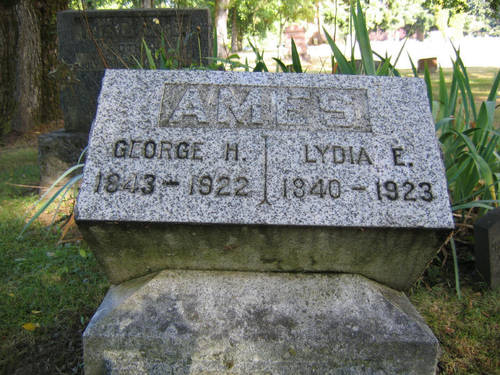 AMES
GEORGE H. LYDIA E.
1843 - 1922 1840 - 1923